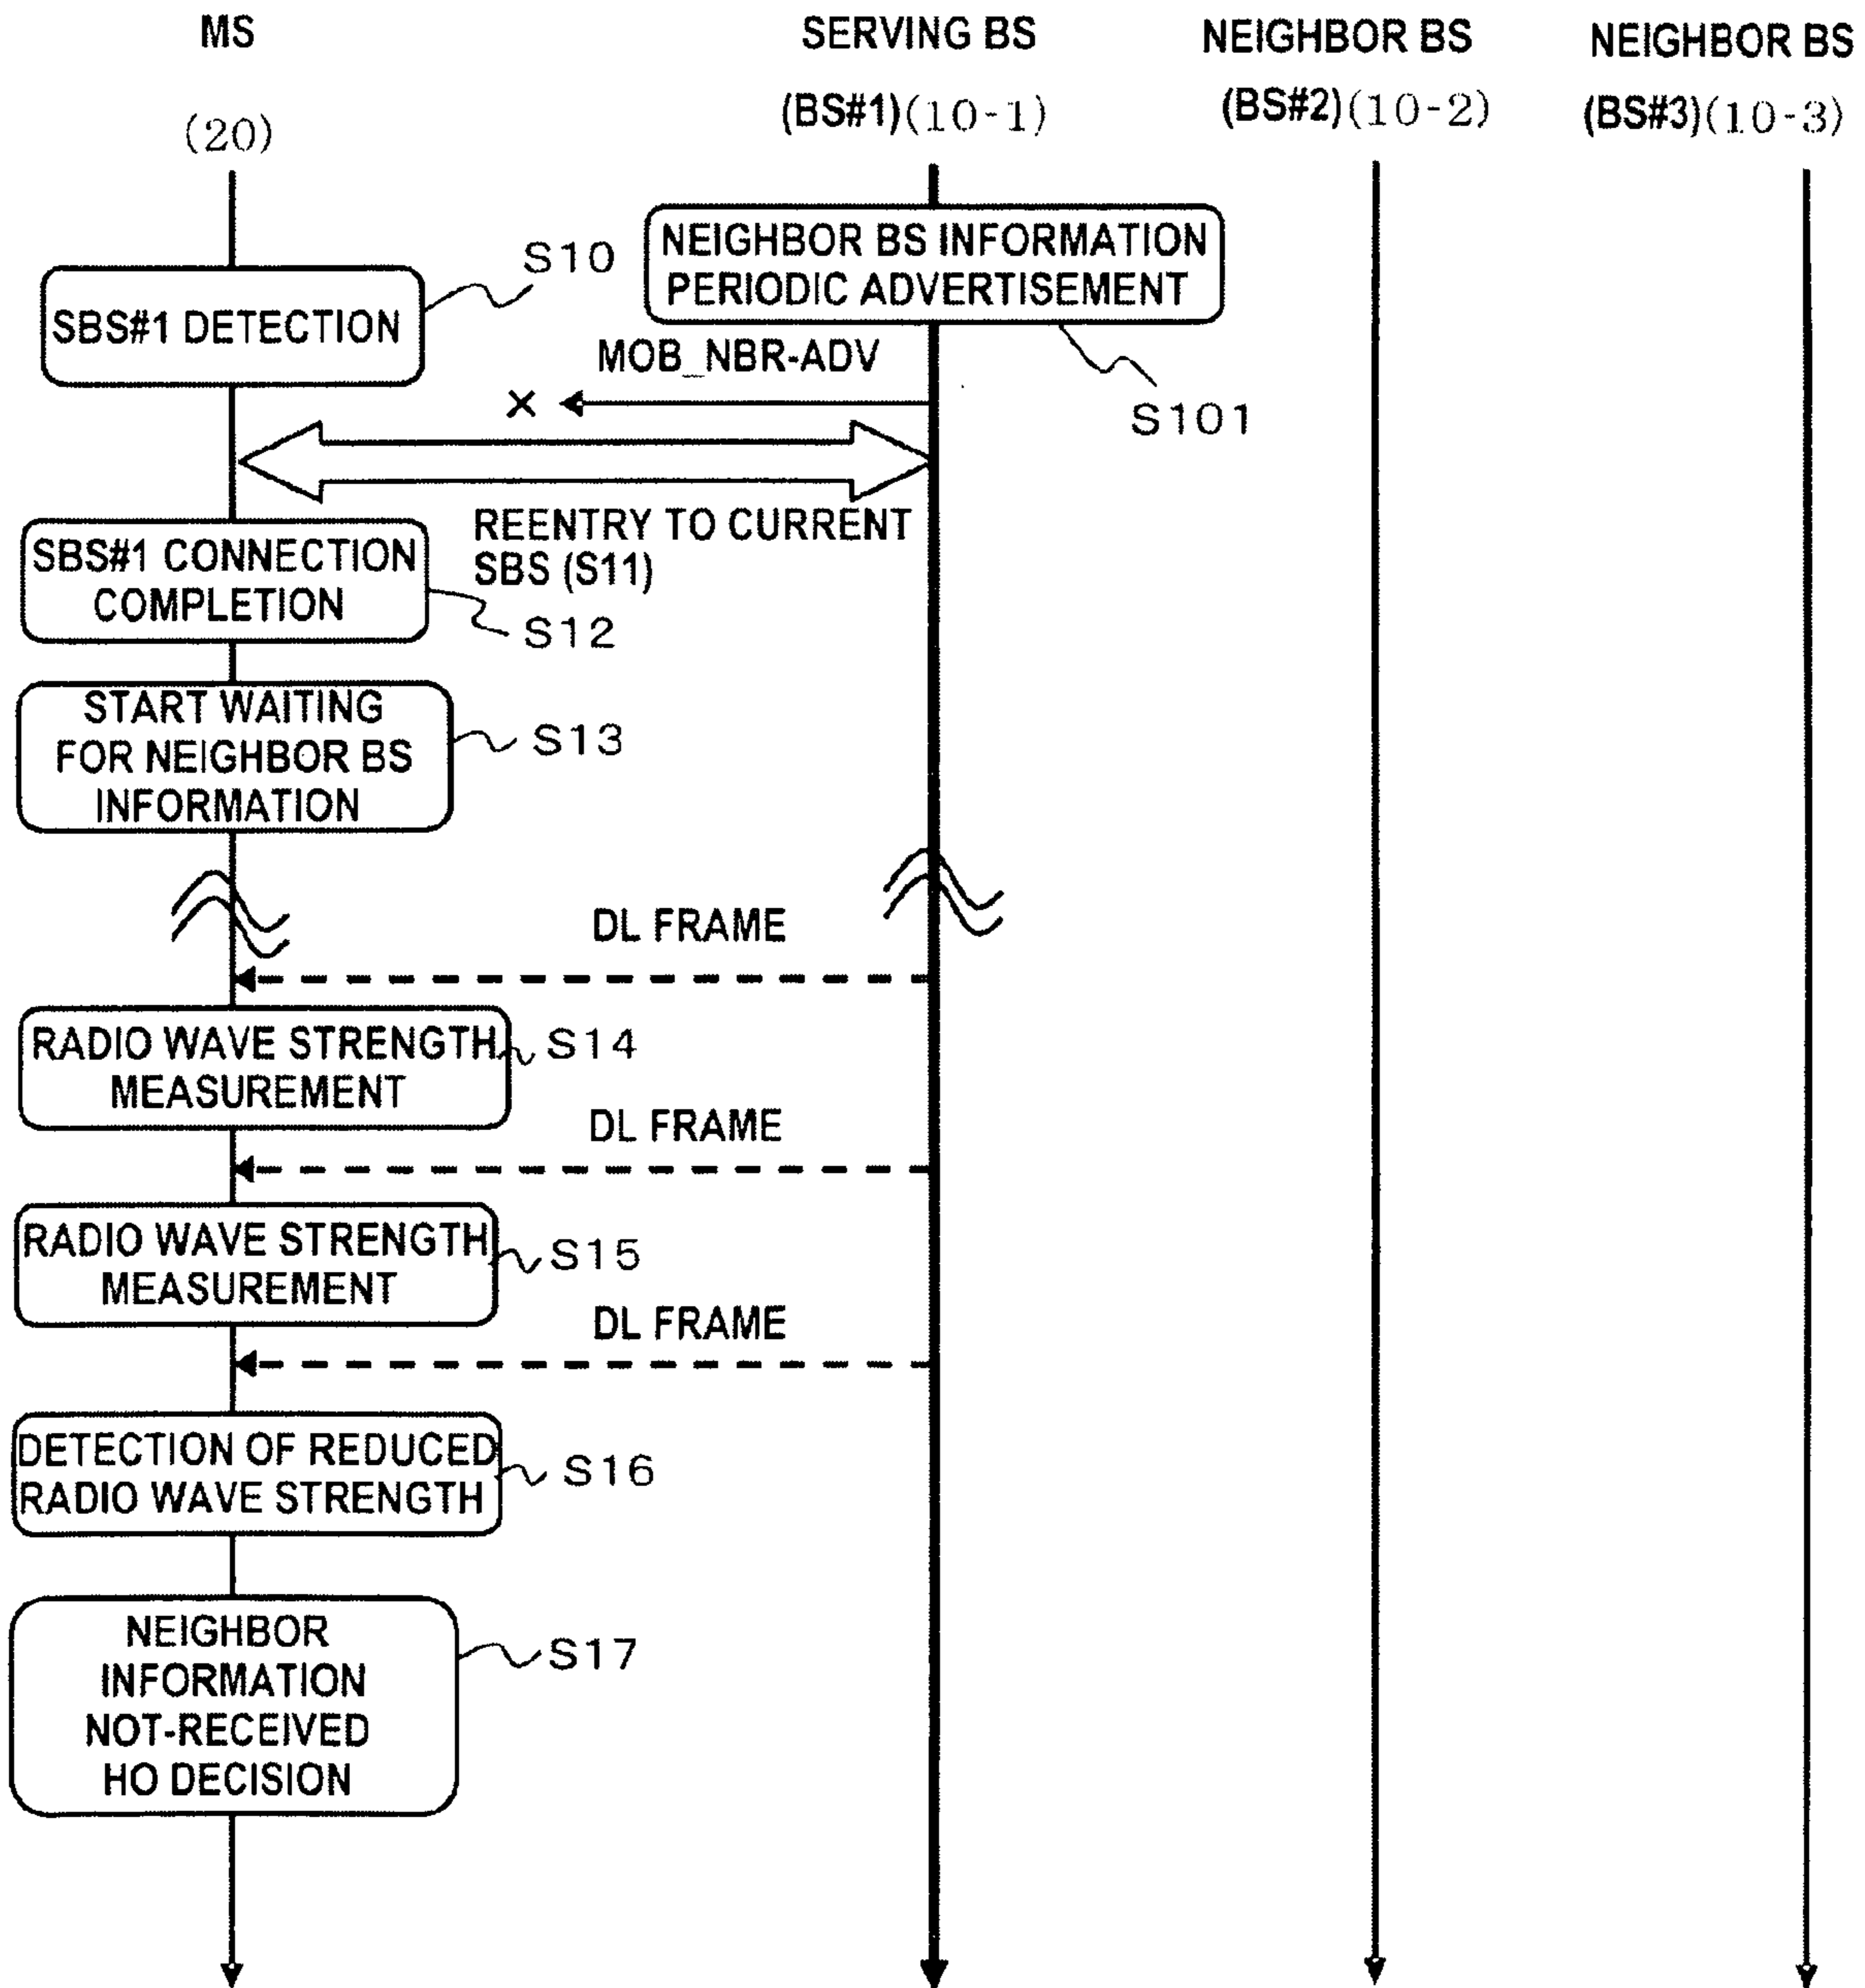 MS
(20)
SERVING BS
(BS#1)(10-1)
NEIGHBOR BS
(BS#2)(10-2)
NEIGHBOR BS
(BS#3)(10-3)
NEIGHBOR BS INFORMATION
PERIODIC ADVERTISEMENT
S101
SBS#1 DETECTION
S10
MOB_NBR-ADV
×
REENTRY TO CURRENT
SBS (S11)
SBS#1 CONNECTION
COMPLETION
S12
START WAITING
FOR NEIGHBOR BS
INFORMATION
S13
DL FRAME
RADIO WAVE STRENGTH
MEASUREMENT
S14
DL FRAME
RADIO WAVE STRENGTH
MEASUREMENT
S15
DL FRAME
DETECTION OF REDUCED
RADIO WAVE STRENGTH
S16
NEIGHBOR
INFORMATION
NOT-RECEIVED
HO DECISION
S17